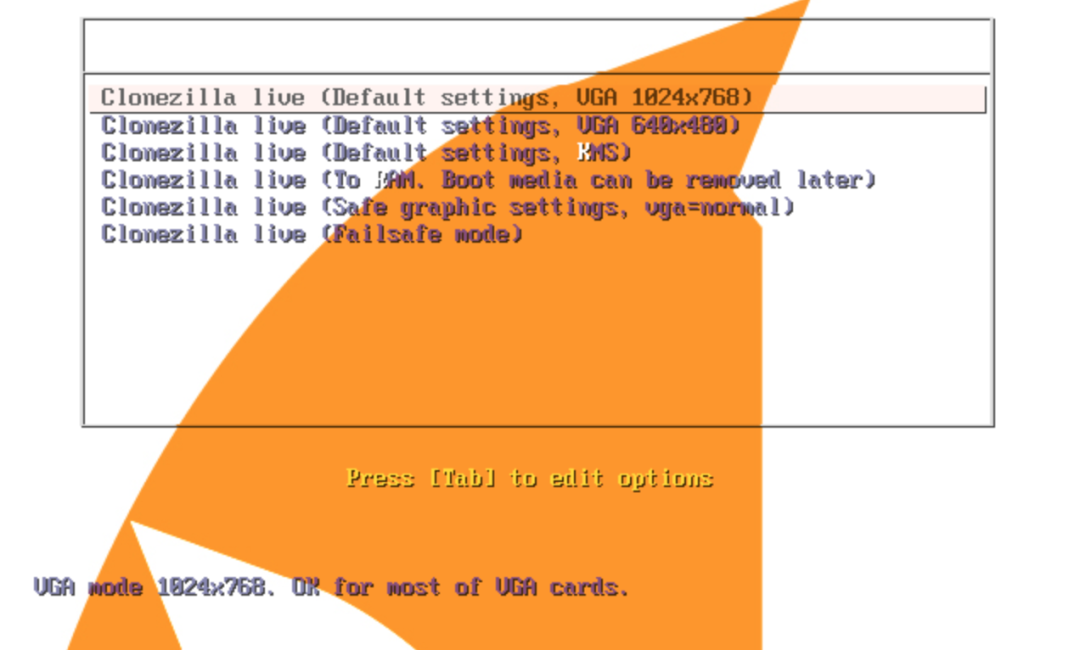 Clonezilla live (Default settings, VGA 1024x768)
Clonezilla live (Default settings, VGA 640x480)
Clonezilla live (Default settings, KMS)
Clonezilla live (To RAM. Boot media can be removed later)
Clonezilla live (Safe graphic settings, vga=normal)
Clonezilla live (Failsafe mode)
Press [Tab] to edit options
VGA mode 1024x768. OK for most of VGA cards.